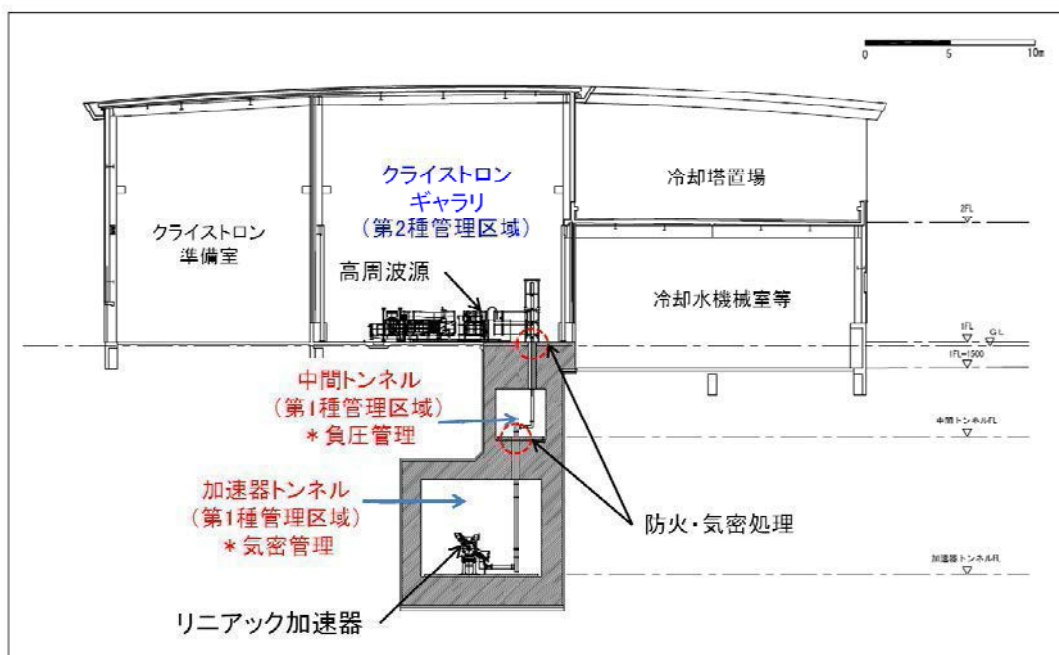 0 5 10m
クライストロン
ギャラリ
(第2種管理区域)
冷却塔置場
2FL
クライストロン
準備室
高周波源
冷却水機械室等
1FL
G.L
1FL-1500
中間トンネル
(第1種管理区域)
*負圧管理
中間トンネルFL
加速器トンネル
(第1種管理区域)
*気密管理
防火・気密処理
加速器トンネルFL
リニアック加速器